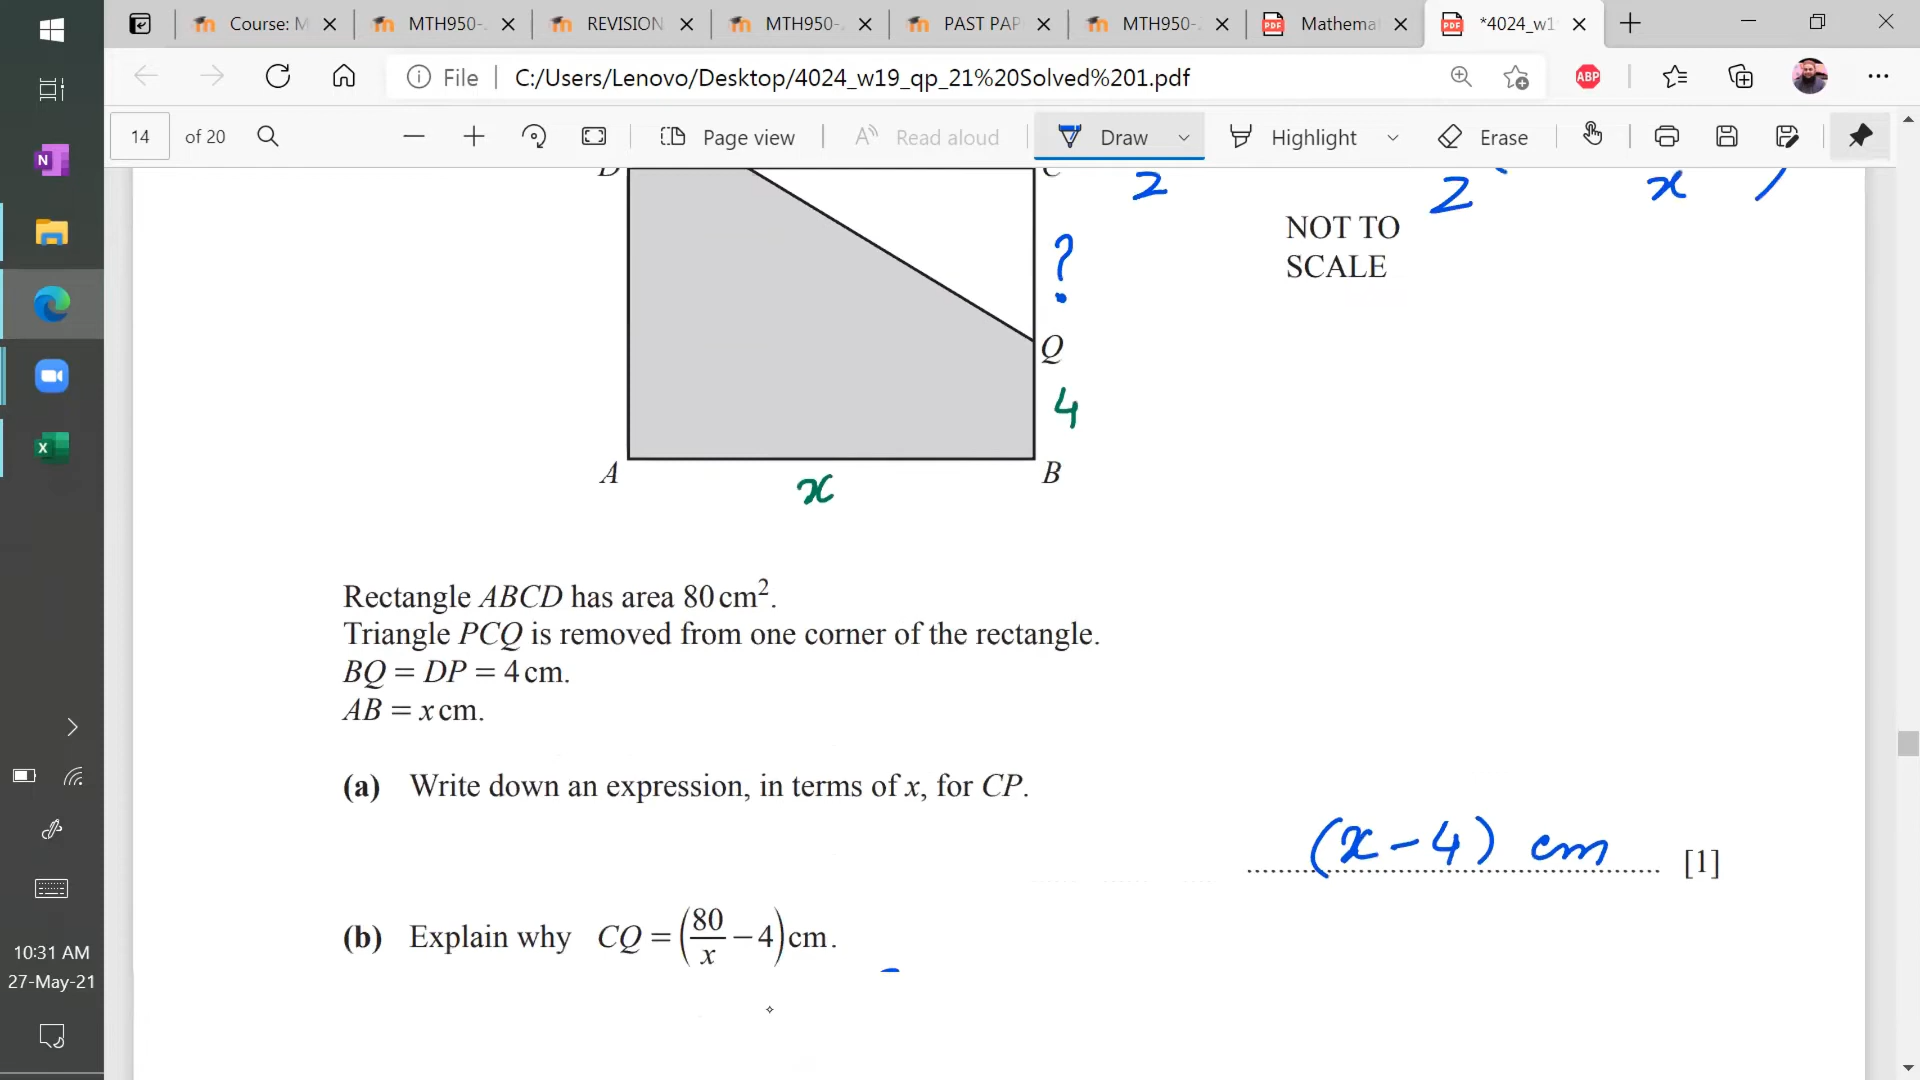 Course: M
MTH950-
REVISION
MTH950-
PAST PAP
MTH950-
Mathema
*4024_w1
File
C:/Users/Lenovo/Desktop/4024_w19_qp_21%20Solved%201.pdf
ABP
14 of 20
Page view
Read aloud
Draw
Highlight
Erase
D
C
2
2
x
NOT TO
SCALE
?
Q
4
A
x
B
Rectangle ABCD has area 80 cm².
Triangle PCQ is removed from one corner of the rectangle.
BQ = DP = 4 cm.
AB = x cm.
(a) Write down an expression, in terms of x, for CP.
(x - 4) cm
[1]
(b) Explain why CQ = (80/x − 4) cm.
10:31 AM
27-May-21